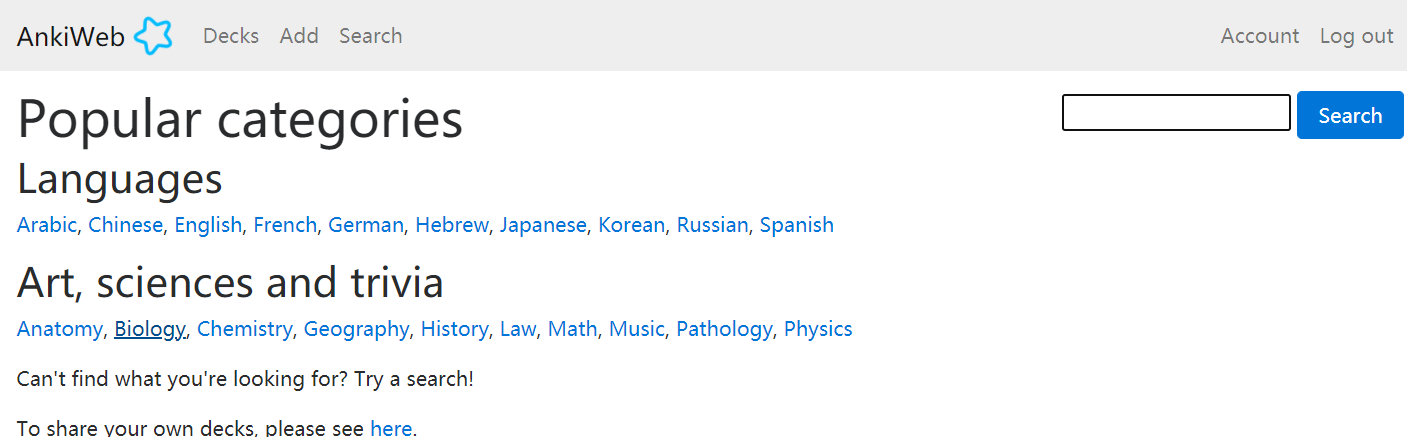 AnkiWeb Decks Add Search Account Log out
Popular categories
Search
Languages
Arabic, Chinese, English, French, German, Hebrew, Japanese, Korean, Russian, Spanish
Art, sciences and trivia
Anatomy, Biology, Chemistry, Geography, History, Law, Math, Music, Pathology, Physics
Can't find what you're looking for? Try a search!
To share your own decks, please see here.